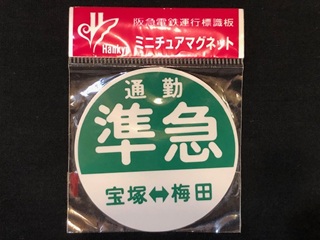 Hankyu
阪急電鉄運行標識板
ミニチュアマグネット
通勤
準急
宝塚⬌梅田